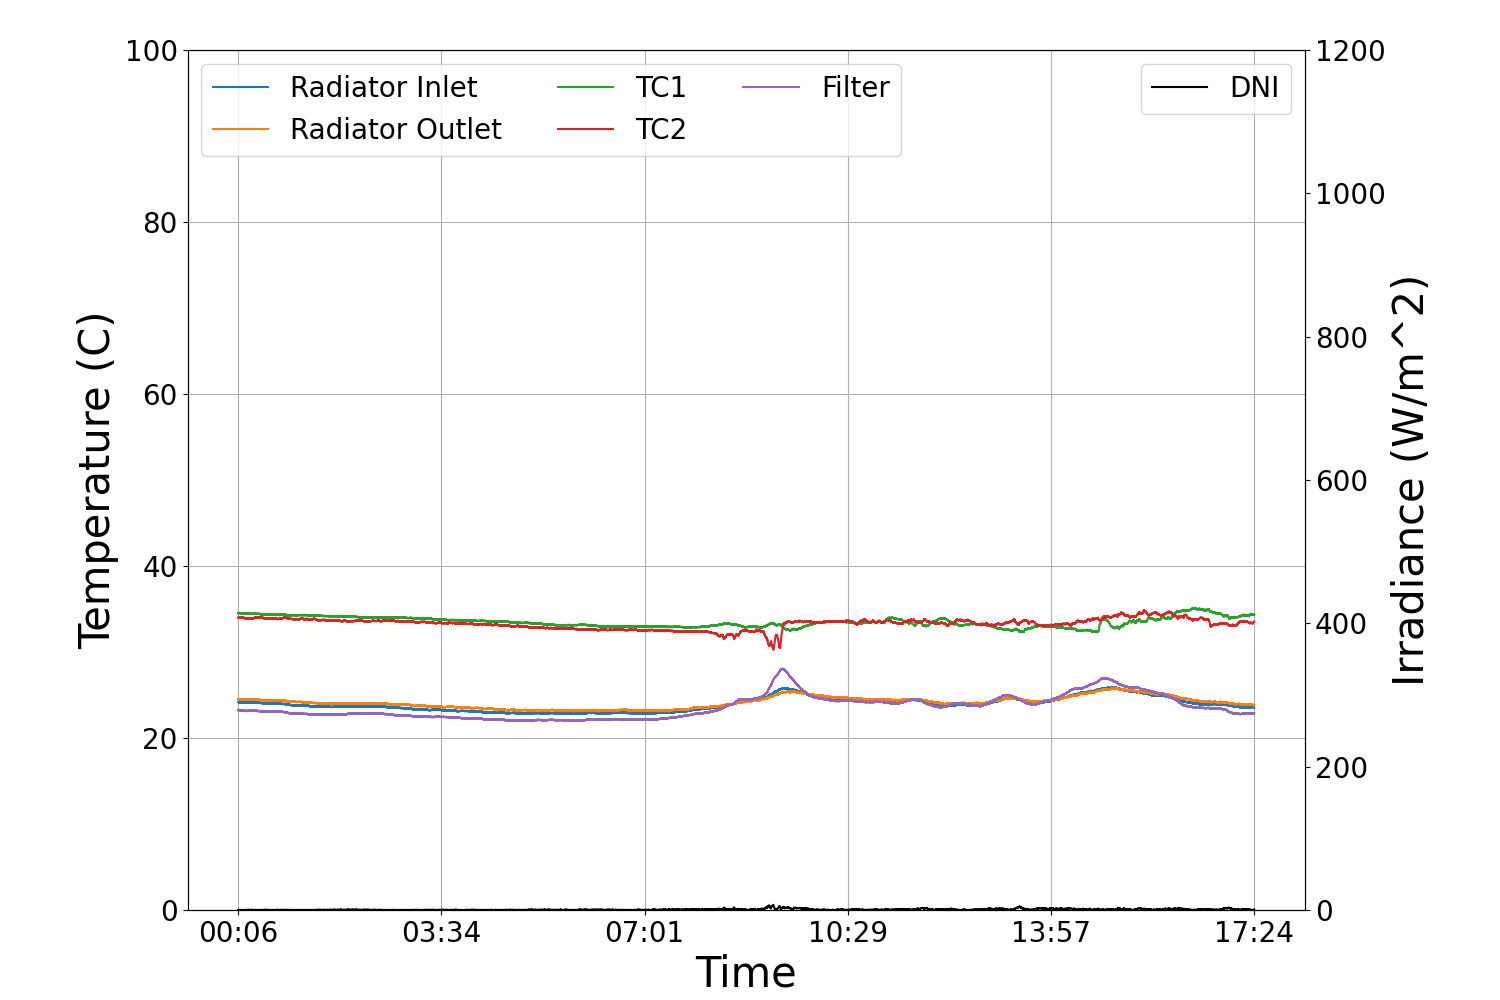 Radiator Inlet
Radiator Outlet
TC1
TC2
Filter
DNI
Temperature (C)
100
80
60
40
20
0
1200
1000
800
600
400
200
0
Irradiance (W/m^2)
00:06 03:34 07:01 10:29 13:57 17:24
Time